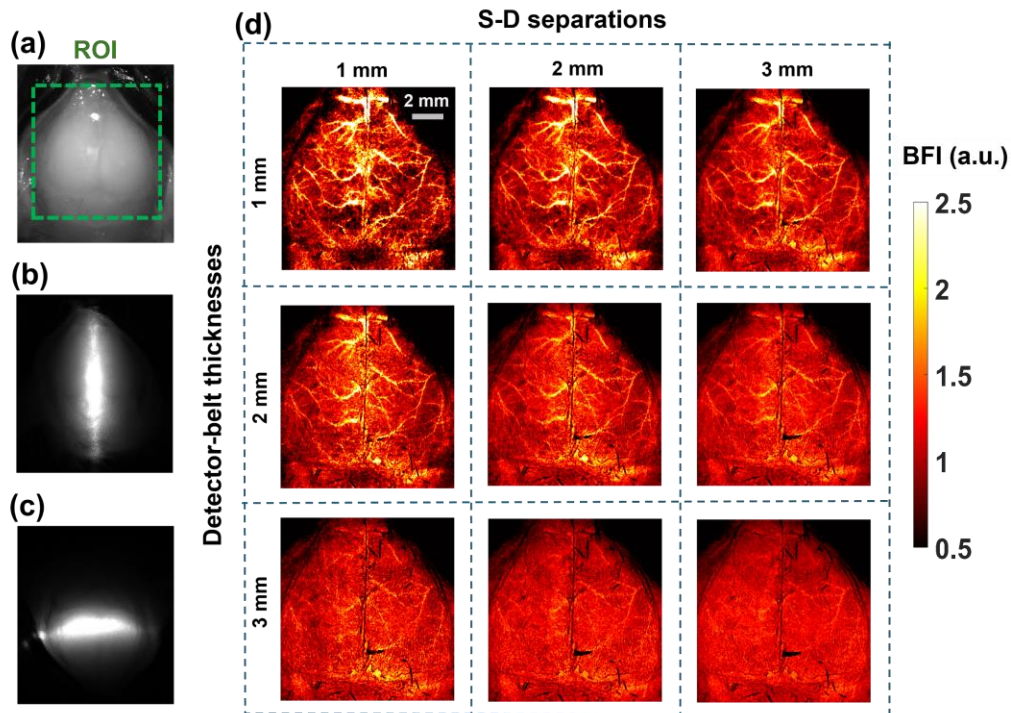 S-D separations
(a)
ROI
(b)
(c)
(d)
1 mm
2 mm
3 mm
Detector-belt thicknesses
1 mm
2 mm
3 mm
2 mm
BFI (a.u.)
2.5
2
1.5
1
0.5